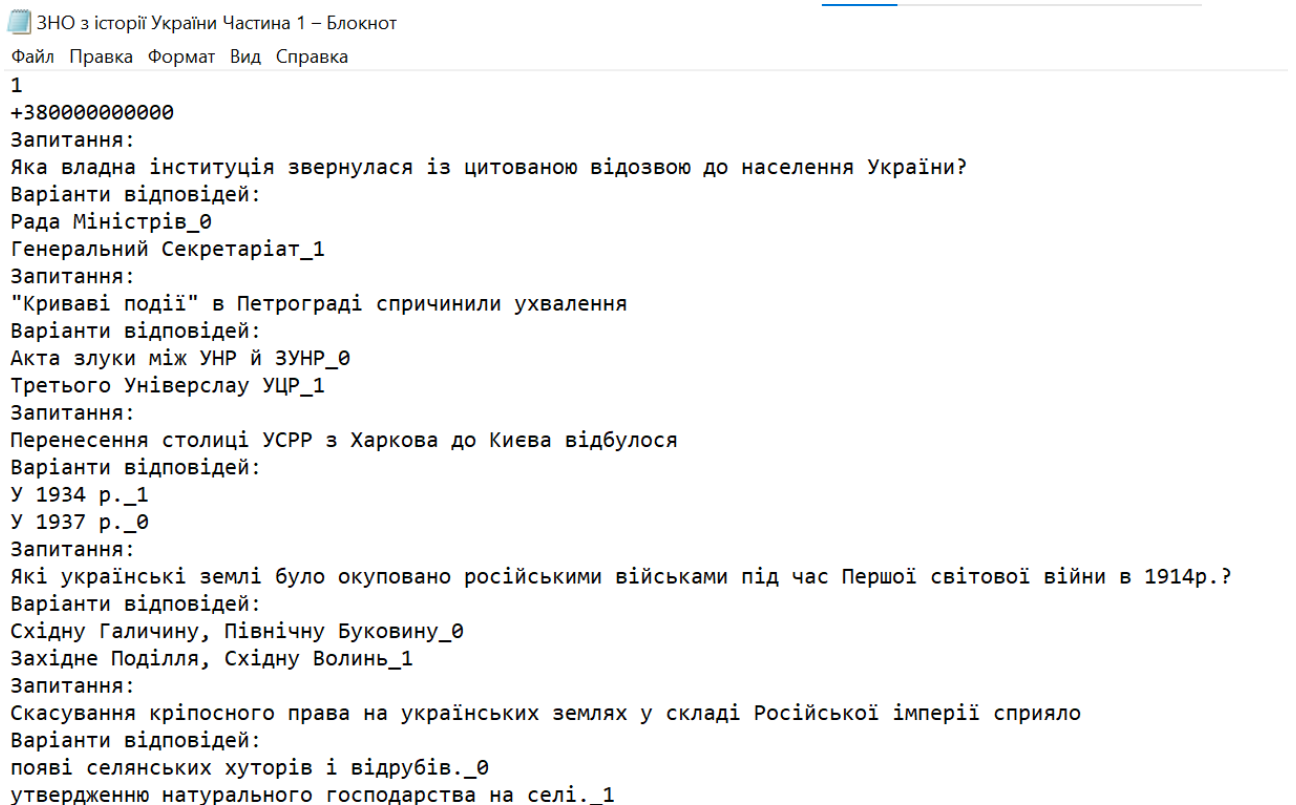 ЗНО з історії України Частина 1 – Блокнот
Файл Правка Формат Вид Справка
1
+380000000000
Запитання:
Яка владна інституція звернулася із цитованою відозвою до населення України?
Варіанти відповідей:
Рада Міністрів_0
Генеральний Секретаріат_1
Запитання:
"Криваві події" в Петрограді спричинили ухвалення
Варіанти відповідей:
Акта злуки між УНР й ЗУНР_0
Третього Універслау УЦР_1
Запитання:
Перенесення столиці УСРР з Харкова до Києва відбулося
Варіанти відповідей:
У 1934 р._1
У 1937 р._0
Запитання:
Які українські землі було окуповано російськими військами під час Першої світової війни в 1914р.?
Варіанти відповідей:
Східну Галичину, Північну Буковину_0
Західне Поділля, Східну Волинь_1
Запитання:
Скасування кріпосного права на українських землях у складі Російської імперії сприяло
Варіанти відповідей:
появі селянських хуторів і відрубів._0
утвердженню натурального господарства на селі._1